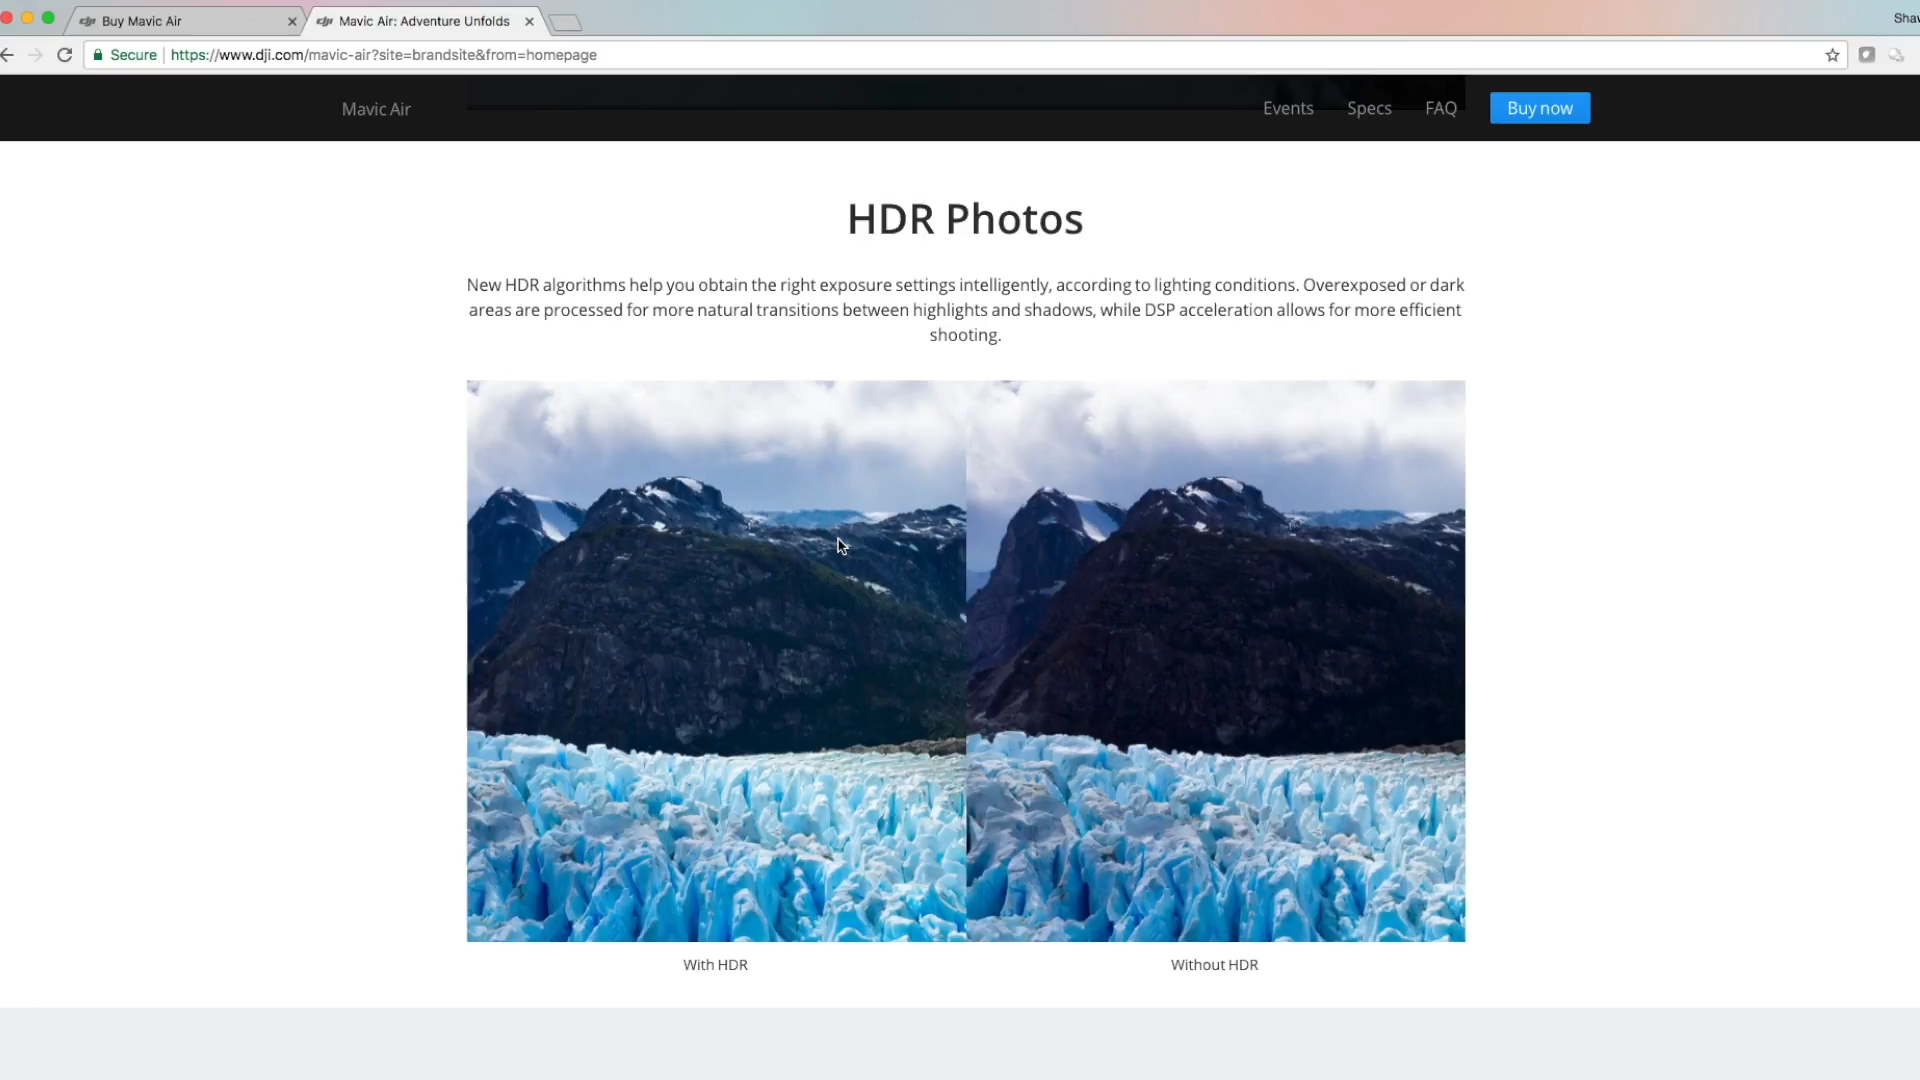 Buy Mavic Air
Mavic Air: Adventure Unfolds
Secure
https://www.dji.com/mavic-air?site=brandsite&from=homepage
Mavic Air
Events
Specs
FAQ
Buy now
HDR Photos
New HDR algorithms help you obtain the right exposure settings intelligently, according to lighting conditions. Overexposed or dark
areas are processed for more natural transitions between highlights and shadows, while DSP acceleration allows for more efficient
shooting.
With HDR
Without HDR